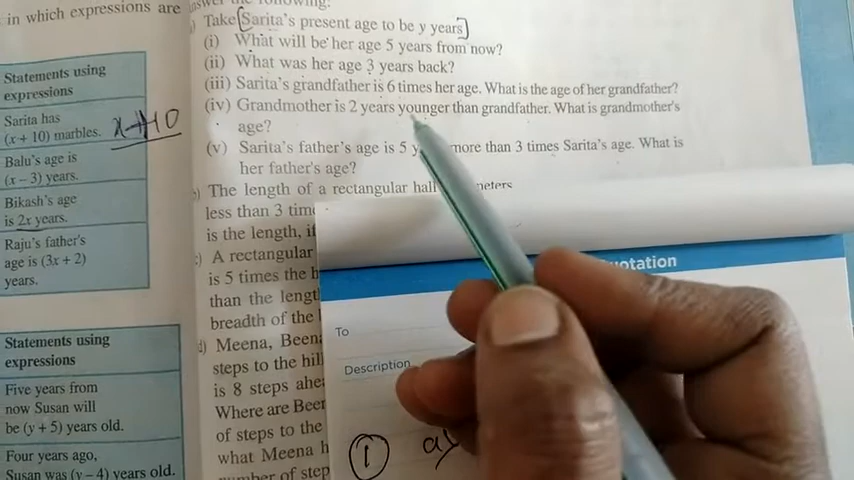 in which expressions are
Take [Sarita's present age to be y years]
(i) What will be her age 5 years from now?
(ii) What was her age 3 years back?
(iii) Sarita's grandfather is 6 times her age. What is the age of her grandfather?
(iv) Grandmother is 2 years younger than grandfather. What is grandmother's
age?
(v) Sarita's father's age is 5 y more than 3 times Sarita's age. What is
her father's age?
The length of a rectangular hall meters
less than 3
is the length,
A rectangular
is 5 times the
than the
breadth of the
Meena,
steps to the
is 8 steps
Where are
of steps to the
what Meena
number of
Statements using
expressions
Sarita has
(x + 10) marbles.
x+10
Balu's age is
(x – 3) years.
Bikash's age
is 2x years.
Raju's father's
age is (3x + 2)
years.
Statements using
expressions
Five years from
now Susan will
be (y + 5) years old.
Four years ago,
Susan was (y – 4) years old.
Quotation
To
Description
1 a)